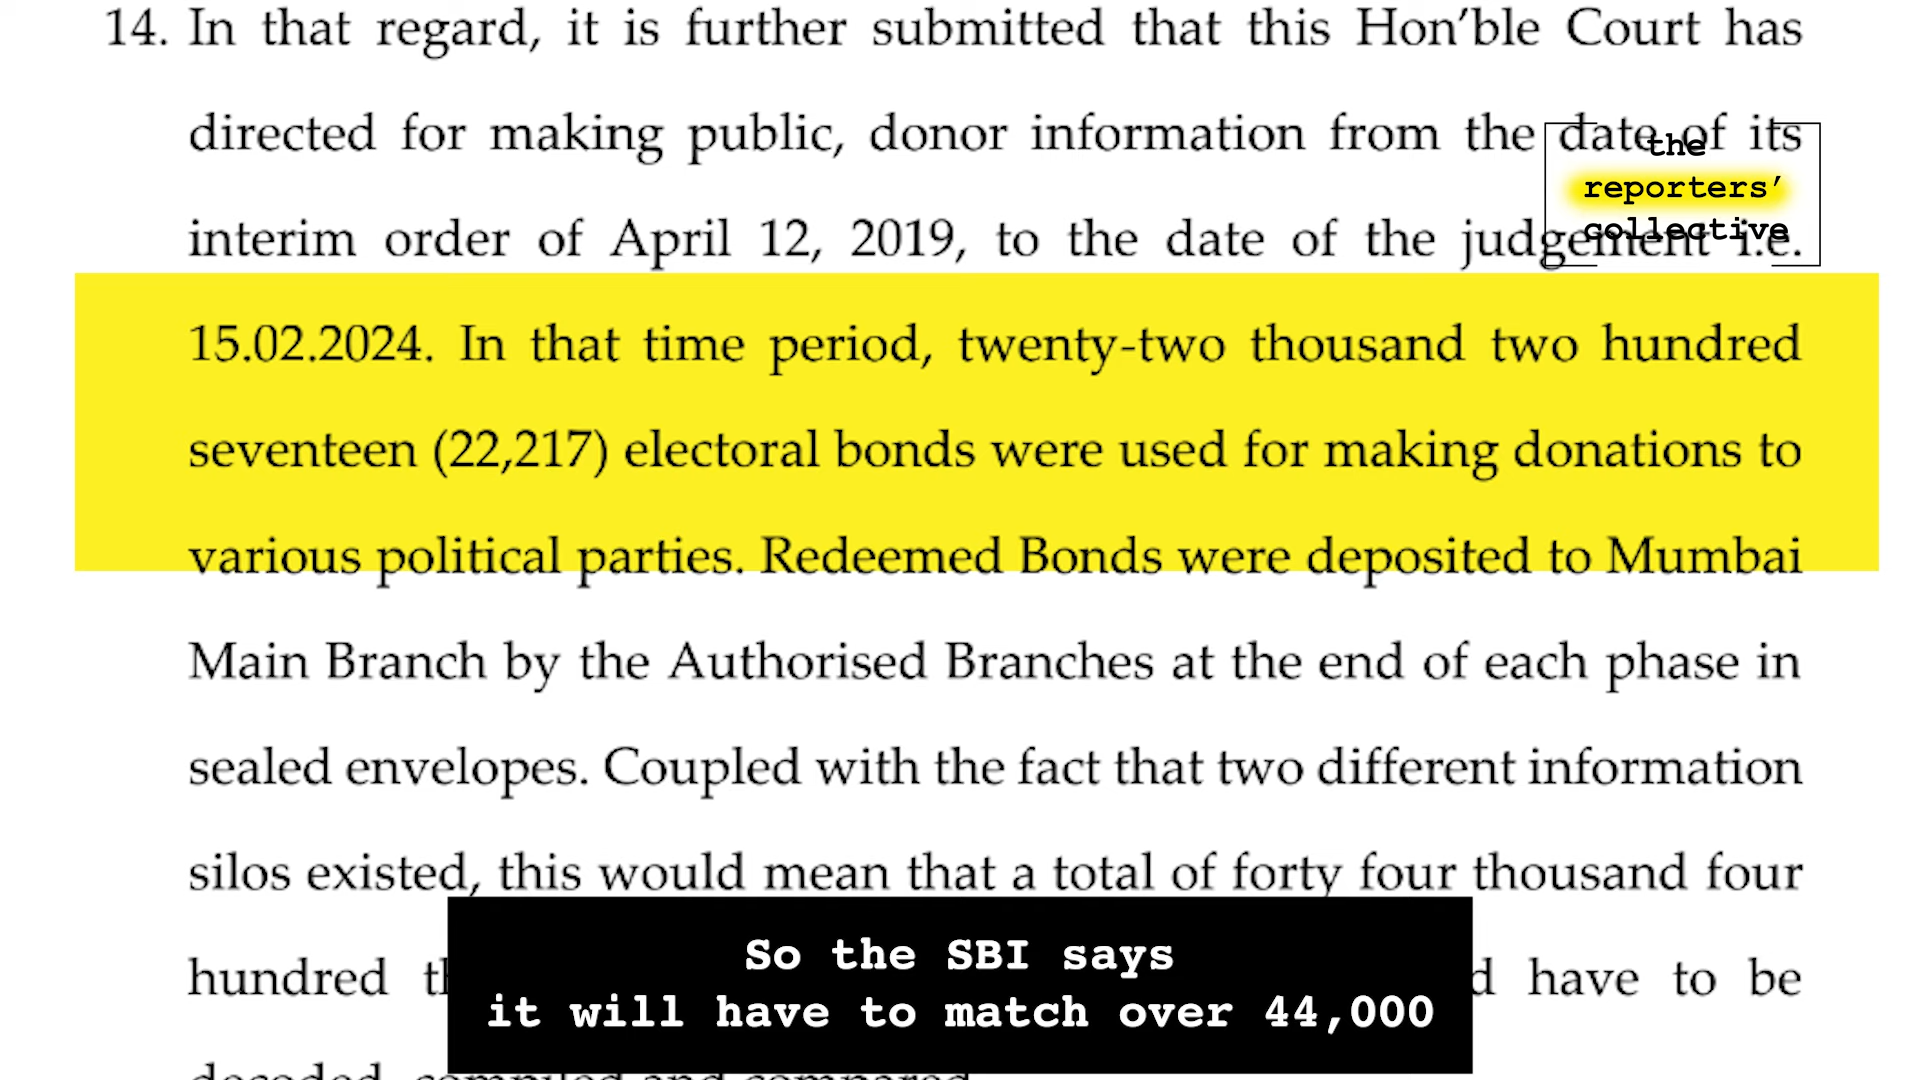 14. In that regard, it is further submitted that this Hon'ble Court has
directed for making public, donor information from the date of its
interim order of April 12, 2019, to the date of the judgement i.e.
the
reporters'
collective
15.02.2024. In that time period, twenty-two thousand two hundred
seventeen (22,217) electoral bonds were used for making donations to
various political parties. Redeemed Bonds were deposited to Mumbai
Main Branch by the Authorised Branches at the end of each phase in
sealed envelopes. Coupled with the fact that two different information
silos existed, this would mean that a total of forty four thousand four
hundred have to be
decoded, compiled and compared.
So the SBI says
it will have to match over 44,000